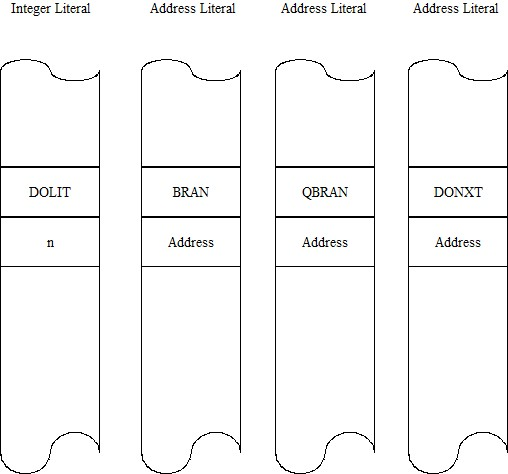 Integer Literal
Address Literal
Address Literal
Address Literal
DOLIT
BRAN
QBRAN
DONXT
n
Address
Address
Address